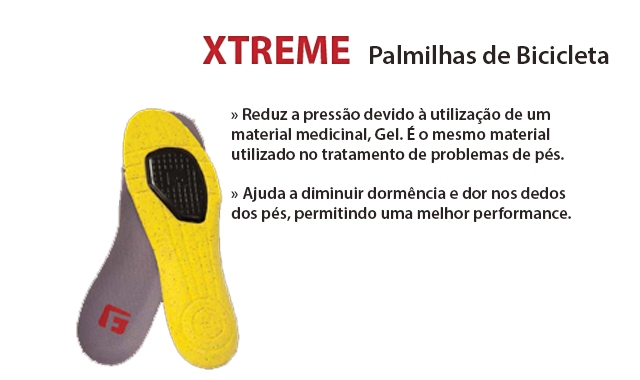 XTREME Palmilhas de Bicicleta
» Reduz a pressão devido à utilização de um
material medicinal, Gel. É o mesmo material
utilizado no tratamento de problemas de pés.
» Ajuda a diminuir dormência e dor nos dedos
dos pés, permitindo uma melhor performance.